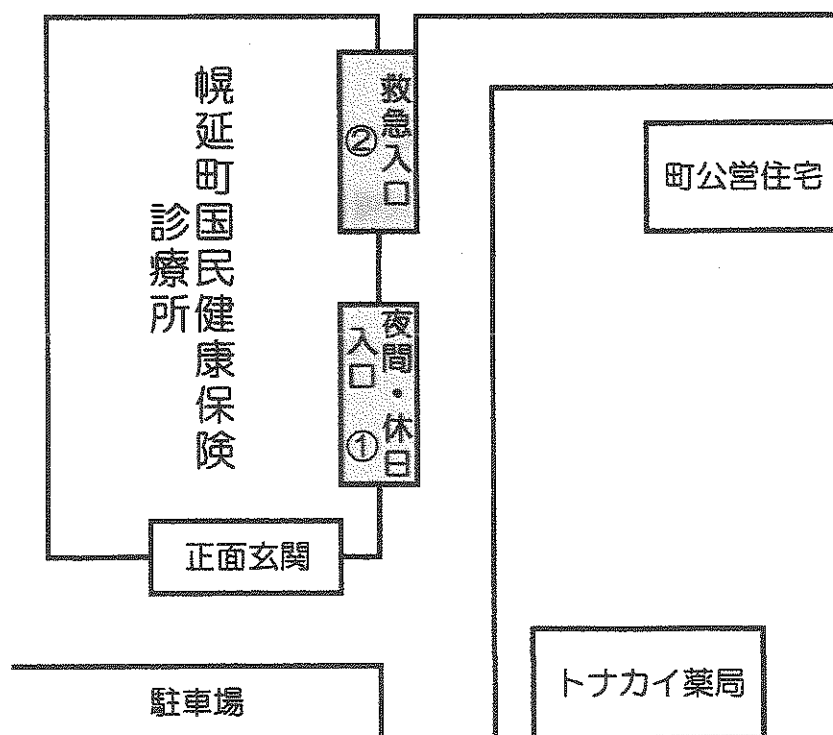 幌延町国民健康保険
診療所
救急入口
②
夜間・休日
入口 ①
正面玄関
駐車場
町公営住宅
トナカイ薬局